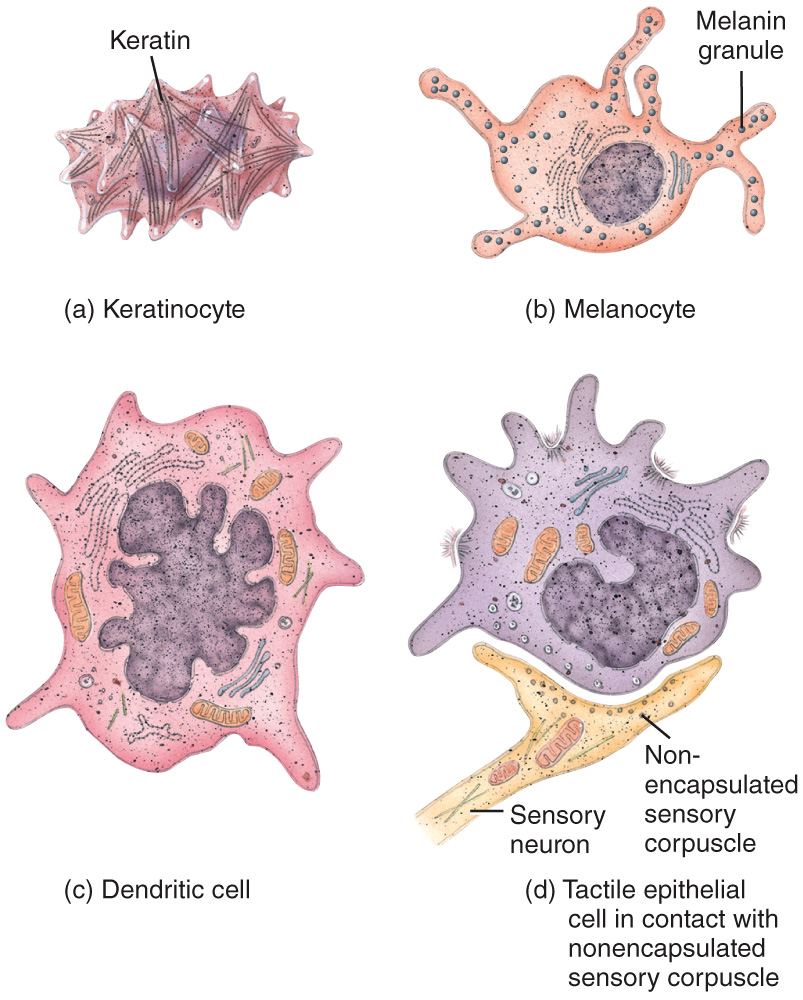 Keratin
Melanin
granule
(a) Keratinocyte
(b) Melanocyte
Non-
encapsulated
sensory
corpuscle
Sensory
neuron
(c) Dendritic cell
(d) Tactile epithelial
cell in contact with
nonencapsulated
sensory corpuscle